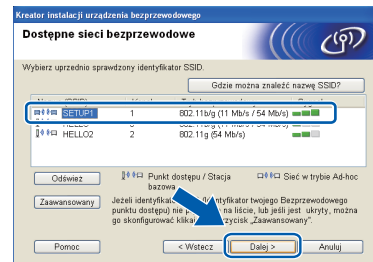 Kreator instalacji urządzenia bezprzewodowego
Dostępne sieci bezprzewodowe
Wybierz uprzednio sprawdzony identyfikator SSID.
Gdzie można znaleźć nazwę SSID?
(SSID)
SETUP1 1 802.11b/g (11 Mb/s / 54 Mb/s)
802.11b/g (11 Mb/s / 54 Mb/s)
HELLO2 2 802.11g (54 Mb/s)
Odśwież
Punkt dostępu / Stacja bazowa
Sieć w trybie Ad-hoc
Zaawansowany
Jeżeli identyfikator twojego Bezprzewodowego
punktu dostępu) nie na liście, lub jeśli jest ukryty, można
go skonfigurować przycisk „Zaawansowany".
Pomoc
< Wstecz
Dalej >
Anuluj